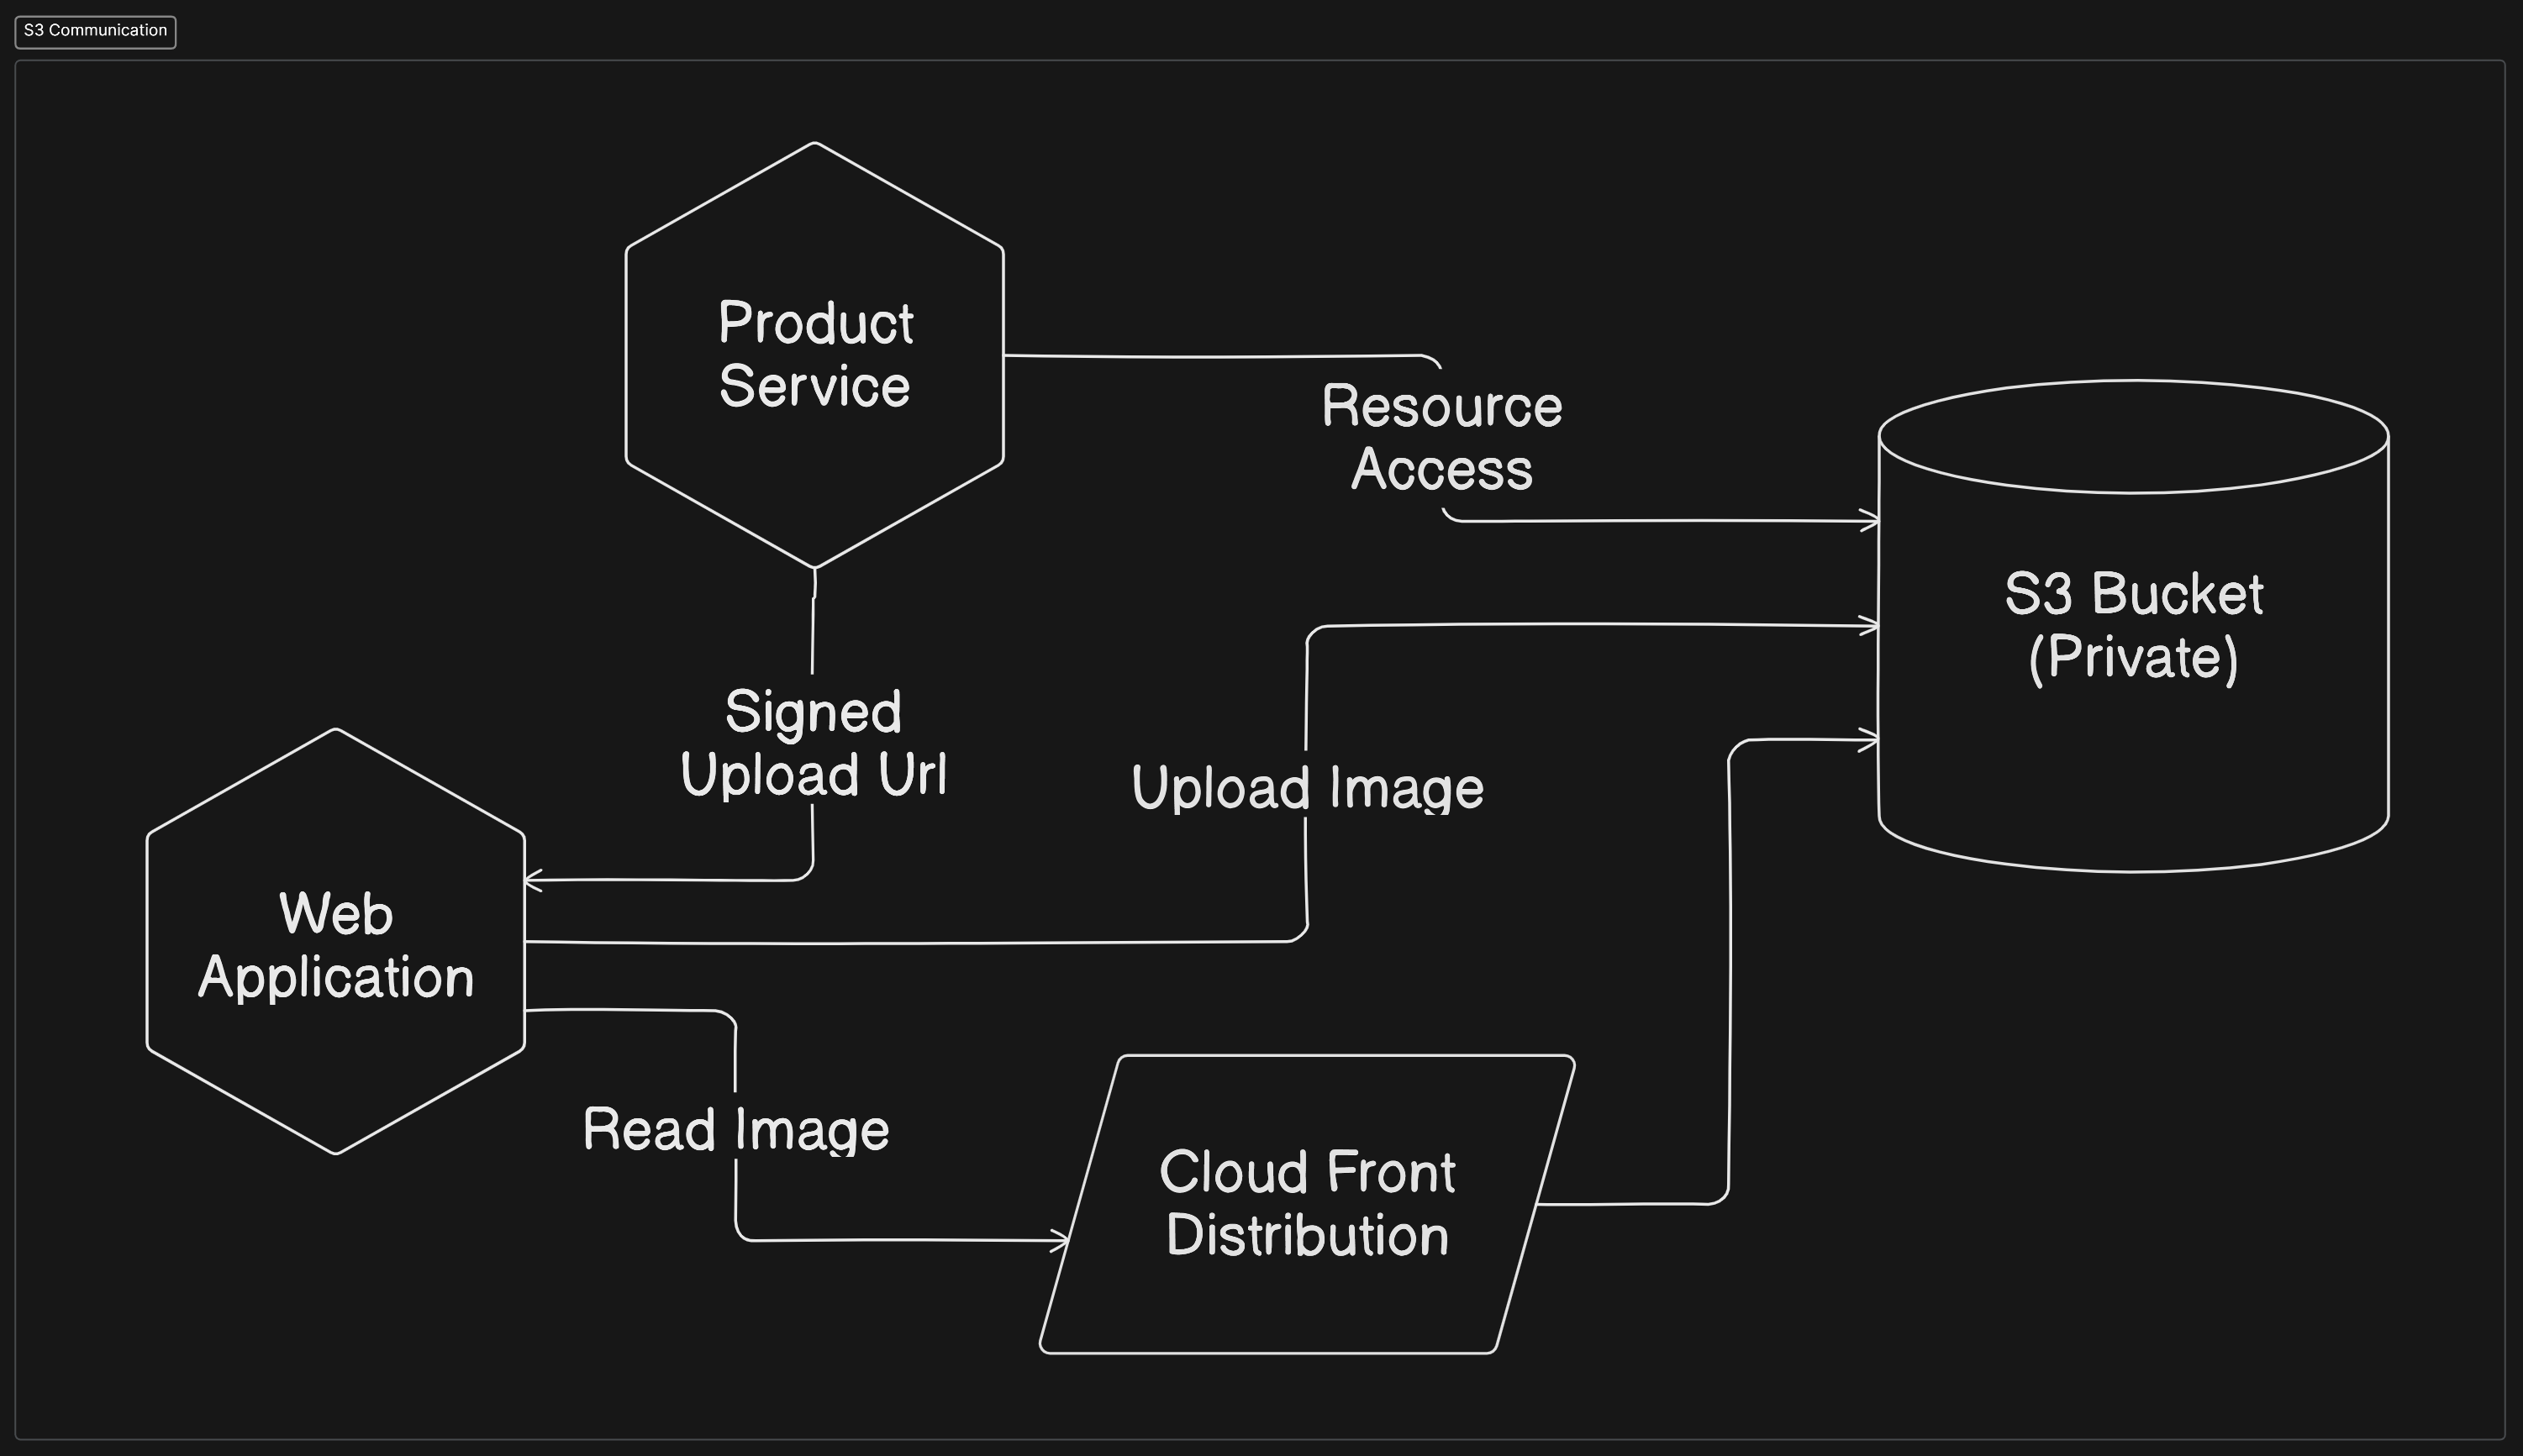 S3 Communication
Product
Service
Resource
Access
S3 Bucket
(Private)
Signed
Upload Url
Upload Image
Web
Application
Read Image
Cloud Front
Distribution